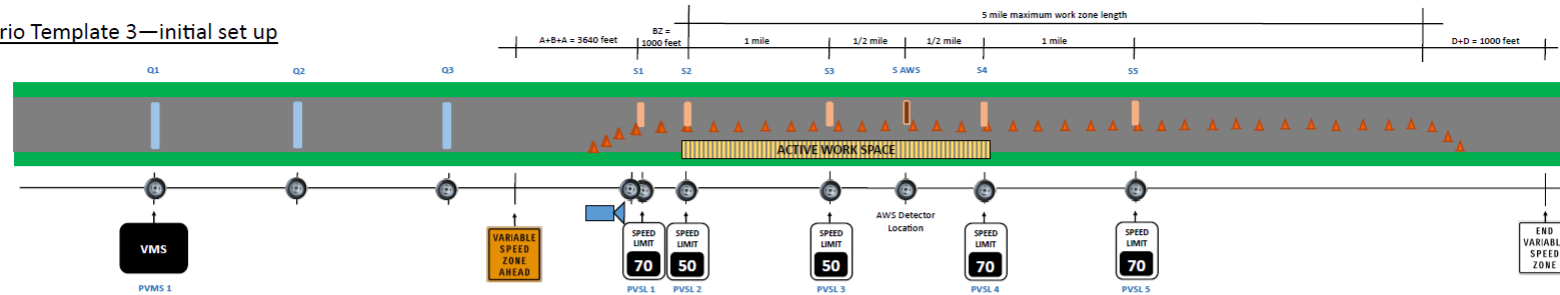 rio Template 3—initial set up
5 mile maximum work zone length
A+B+A = 3640 feet
BZ =
1000 feet
1 mile
1/2 mile
1/2 mile
1 mile
D+D = 1000 feet
Q1
Q2
Q3
S1
S2
S3
S AWS
S4
S5
ACTIVE WORK SPACE
VMS
PVMS 1
VARIABLE
SPEED
ZONE
AHEAD
SPEED
LIMIT
70
PVSL 1
SPEED
LIMIT
50
PVSL 2
SPEED
LIMIT
50
PVSL 3
AWS Detector
Location
SPEED
LIMIT
70
PVSL 4
SPEED
LIMIT
70
PVSL 5
END
VARIABL
SPEED
ZONE